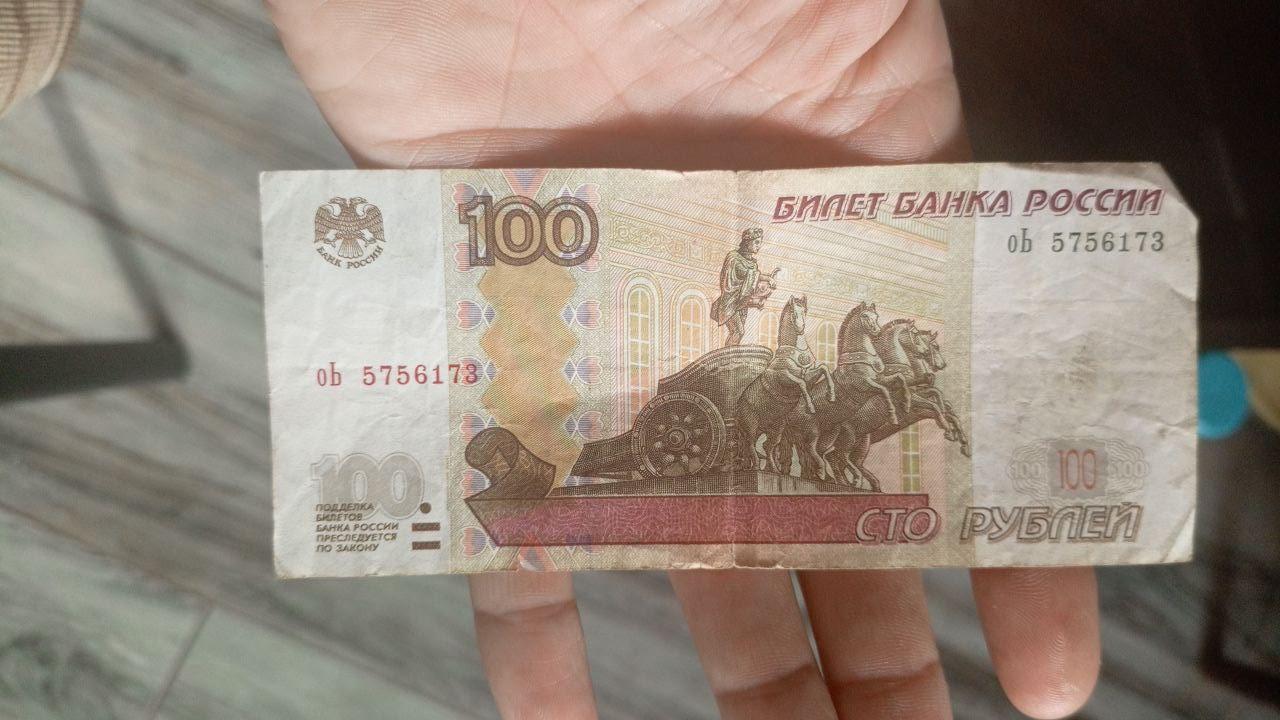 БАНК РОССИИ
100
БИЛЕТ БАНКА РОССИИ
оЬ 5756173
оЬ 5756173
100
ПОДДЕЛКА
БИЛЕТОВ
БАНКА РОССИИ
ПРЕСЛЕДУЕТСЯ
ПО ЗАКОНУ
100 100 100
СТО РУБЛЕЙ